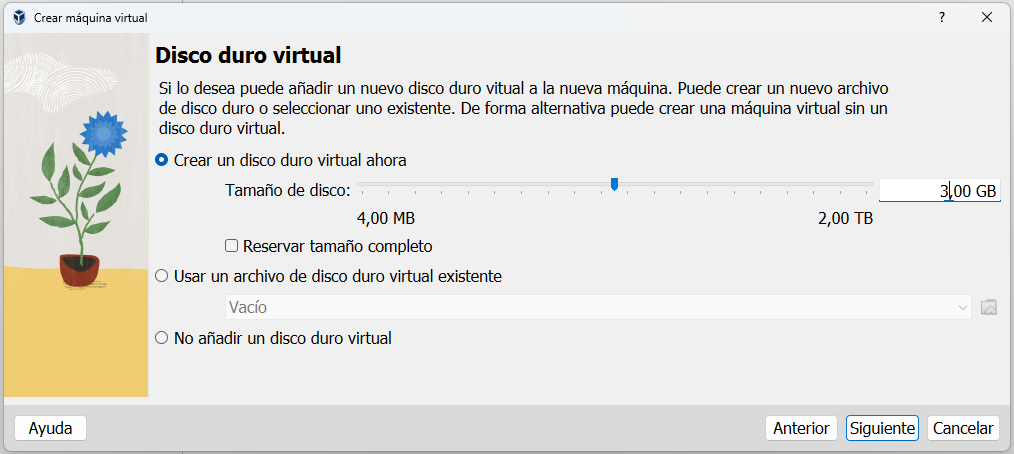 Crear máquina virtual
Disco duro virtual
Si lo desea puede añadir un nuevo disco duro vitual a la nueva máquina. Puede crear un nuevo archivo
de disco duro o seleccionar uno existente. De forma alternativa puede crear una máquina virtual sin un
disco duro virtual.
Crear un disco duro virtual ahora
Tamaño de disco: 3,00 GB
4,00 MB 2,00 TB
Reservar tamaño completo
Usar un archivo de disco duro virtual existente
Vacío
No añadir un disco duro virtual
Ayuda Anterior Siguiente Cancelar